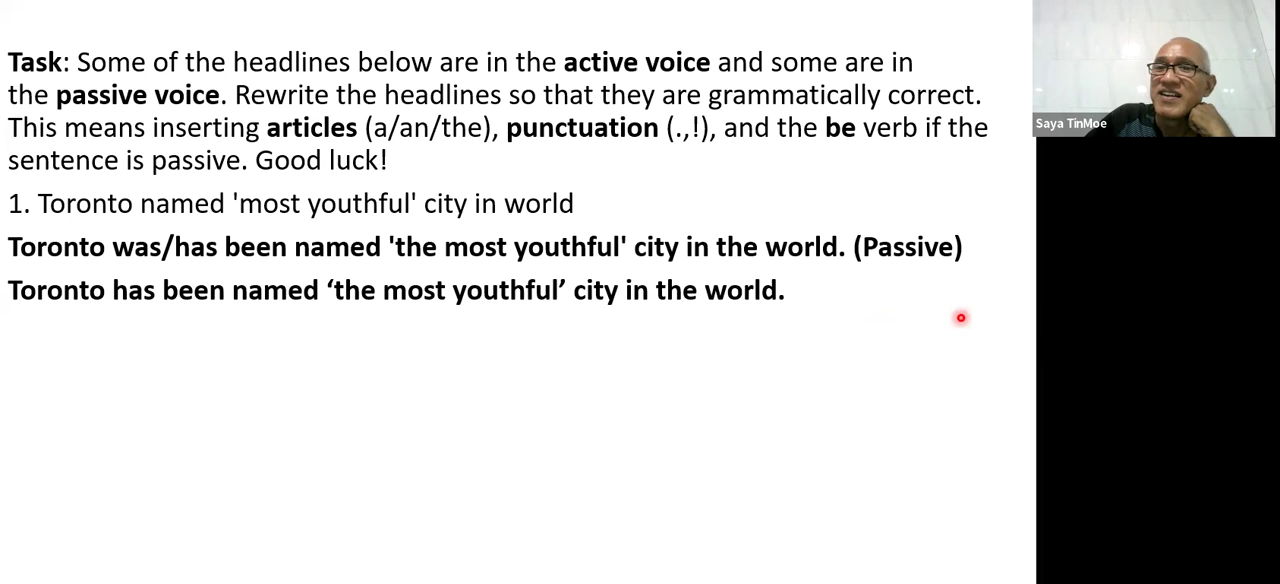 Task: Some of the headlines below are in the active voice and some are in
the passive voice. Rewrite the headlines so that they are grammatically correct.
This means inserting articles (a/an/the), punctuation (.,!), and the be verb if the
sentence is passive. Good luck!
1. Toronto named 'most youthful' city in world
Toronto was/has been named 'the most youthful' city in the world. (Passive)
Toronto has been named ‘the most youthful’ city in the world.
Saya TinMoe